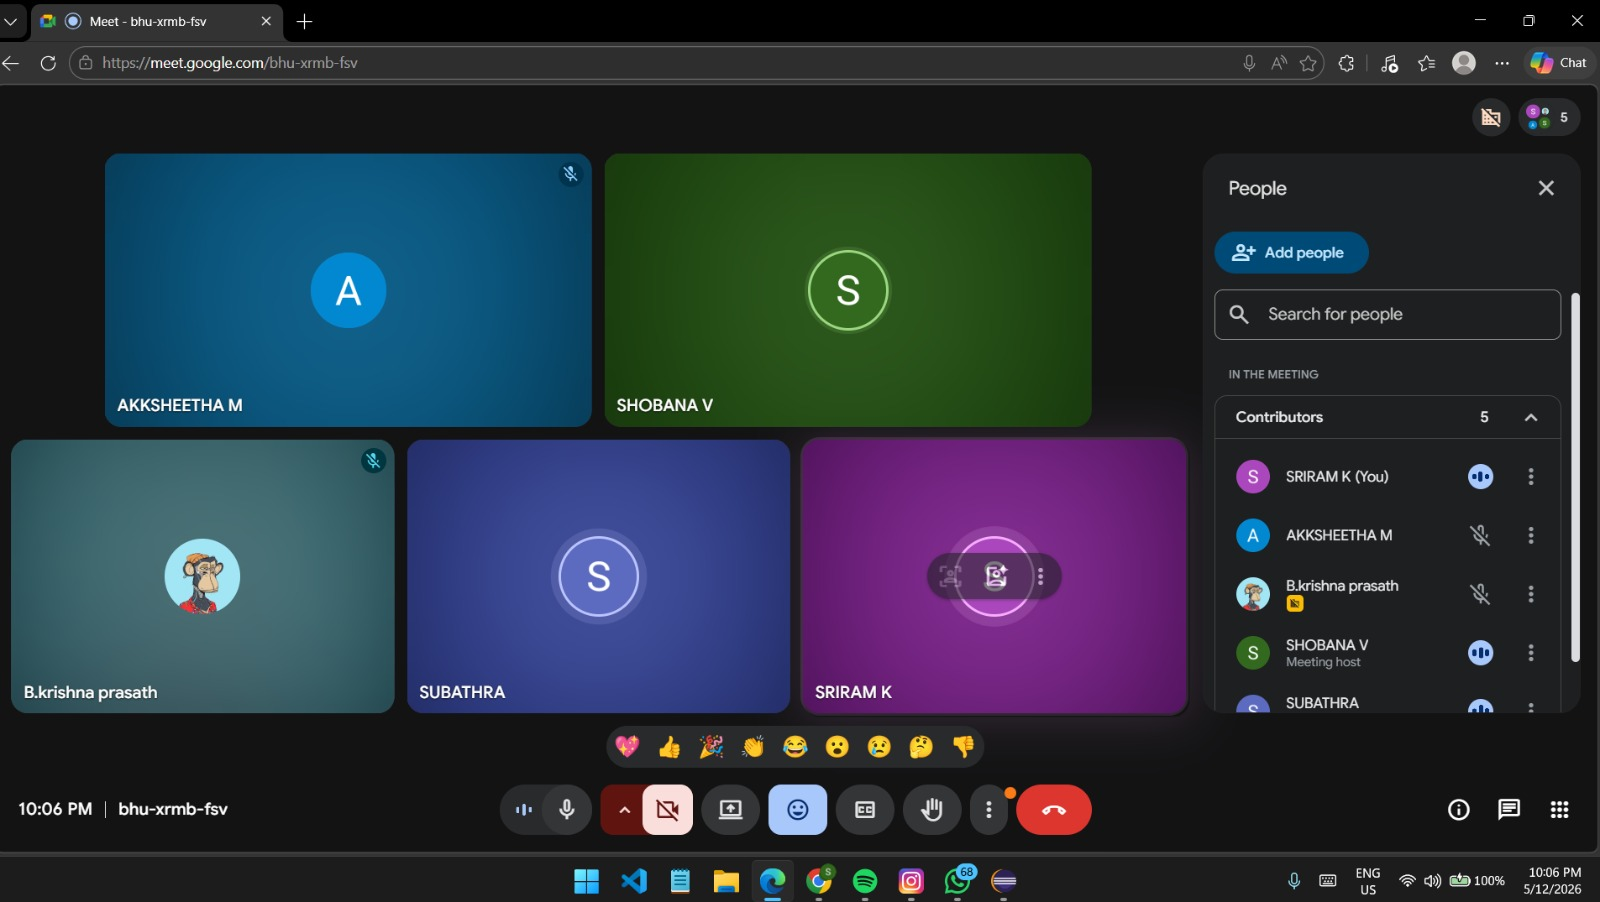 Meet - bhu-xrmb-fsv
https://meet.google.com/bhu-xrmb-fsv
Chat
S
A
S
5
A
AKKSHEETHA M
S
SHOBANA V
B.krishna prasath
S
SUBATHRA
SRIRAM K
People
Add people
Search for people
IN THE MEETING
Contributors 5
S SRIRAM K (You)
A AKKSHEETHA M
B.krishna prasath
S SHOBANA V
Meeting host
SUBATHRA
10:06 PM | bhu-xrmb-fsv
CC
S
68
ENG
US
100%
10:06 PM
5/12/2026